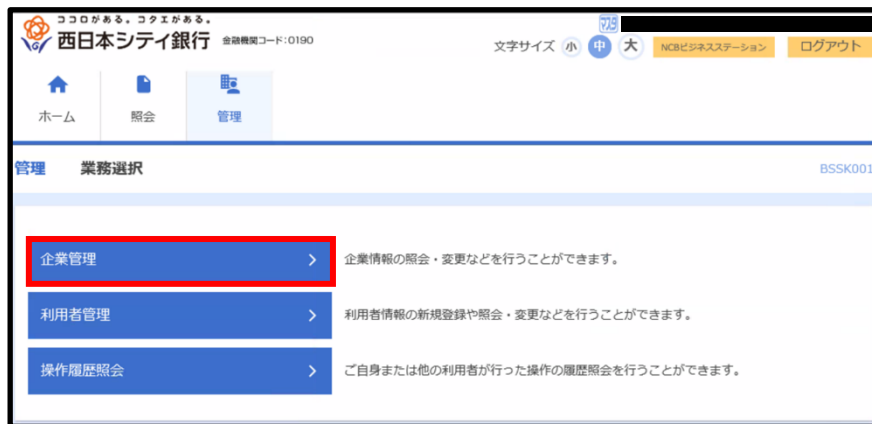 ココロがある。コタエがある。
西日本シティ銀行 金融機関コード:0190
マスタ
文字サイズ 小 中 大 NCBビジネスステーション ログアウト
ホーム 照会 管理
管理 業務選択 BSSK001
企業管理 企業情報の照会・変更などを行うことができます。
利用者管理 利用者情報の新規登録や照会・変更などを行うことができます。
操作履歴照会 ご自身または他の利用者が行った操作の履歴照会を行うことができます。